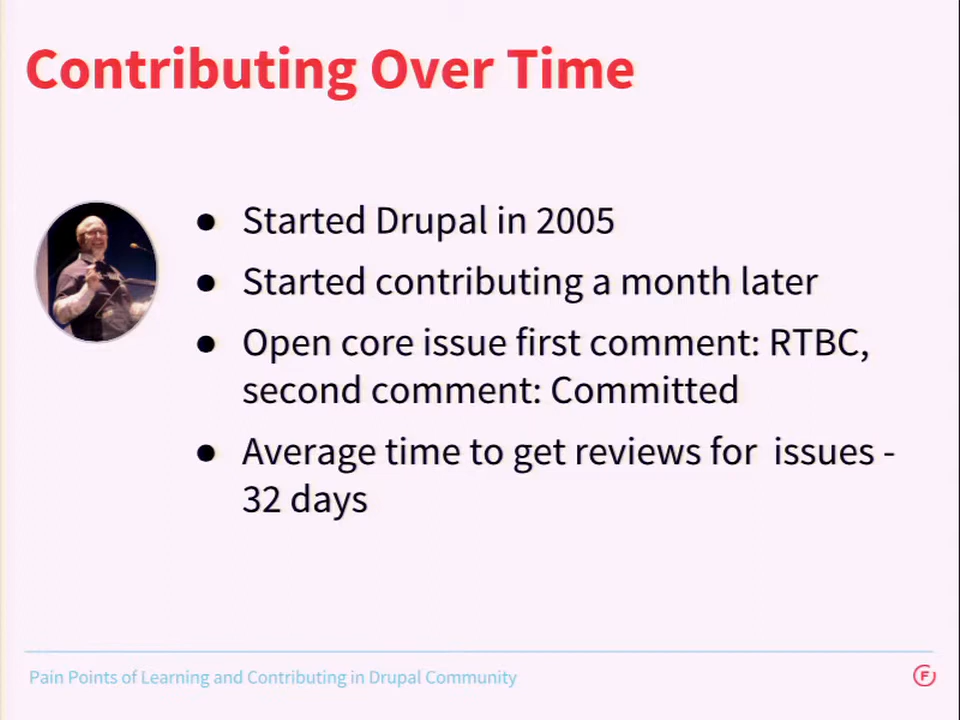 Contributing Over Time
● Started Drupal in 2005
● Started contributing a month later
● Open core issue first comment: RTBC,
second comment: Committed
● Average time to get reviews for  issues -
32 days
Pain Points of Learning and Contributing in Drupal Community
F